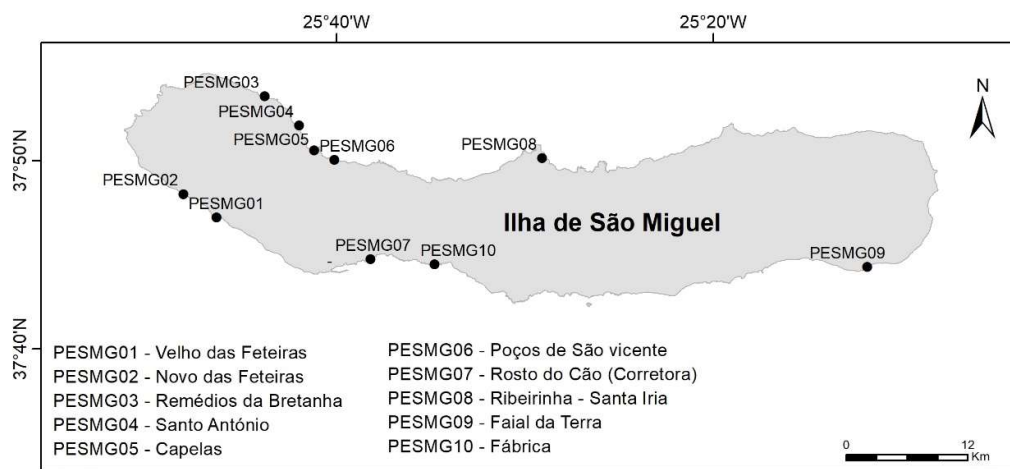 25°40'W
25°20'W
N
37°50'N
37°40'N
PESMG03
PESMG04
PESMG05
PESMG06
PESMG08
PESMG02
PESMG01
Ilha de São Miguel
PESMG07
PESMG10
PESMG09
PESMG01 - Velho das Feteiras
PESMG02 - Novo das Feteiras
PESMG03 - Remédios da Bretanha
PESMG04 - Santo António
PESMG05 - Capelas
PESMG06 - Poços de São vicente
PESMG07 - Rosto do Cão (Corretora)
PESMG08 - Ribeirinha - Santa Iria
PESMG09 - Faial da Terra
PESMG10 - Fábrica
0 12
Km